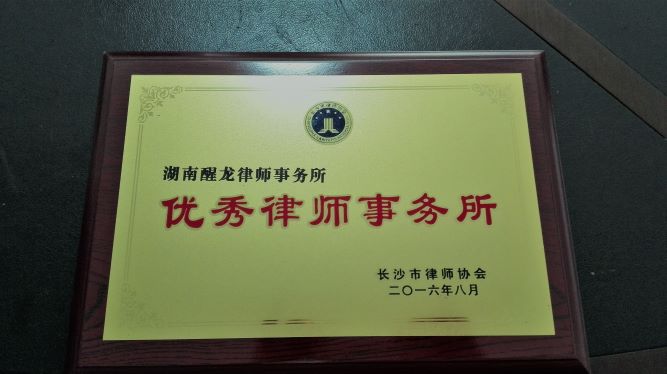 湖南醒龙律师事务所
优秀律师事务所
长沙市律师协会
二〇一六年八月